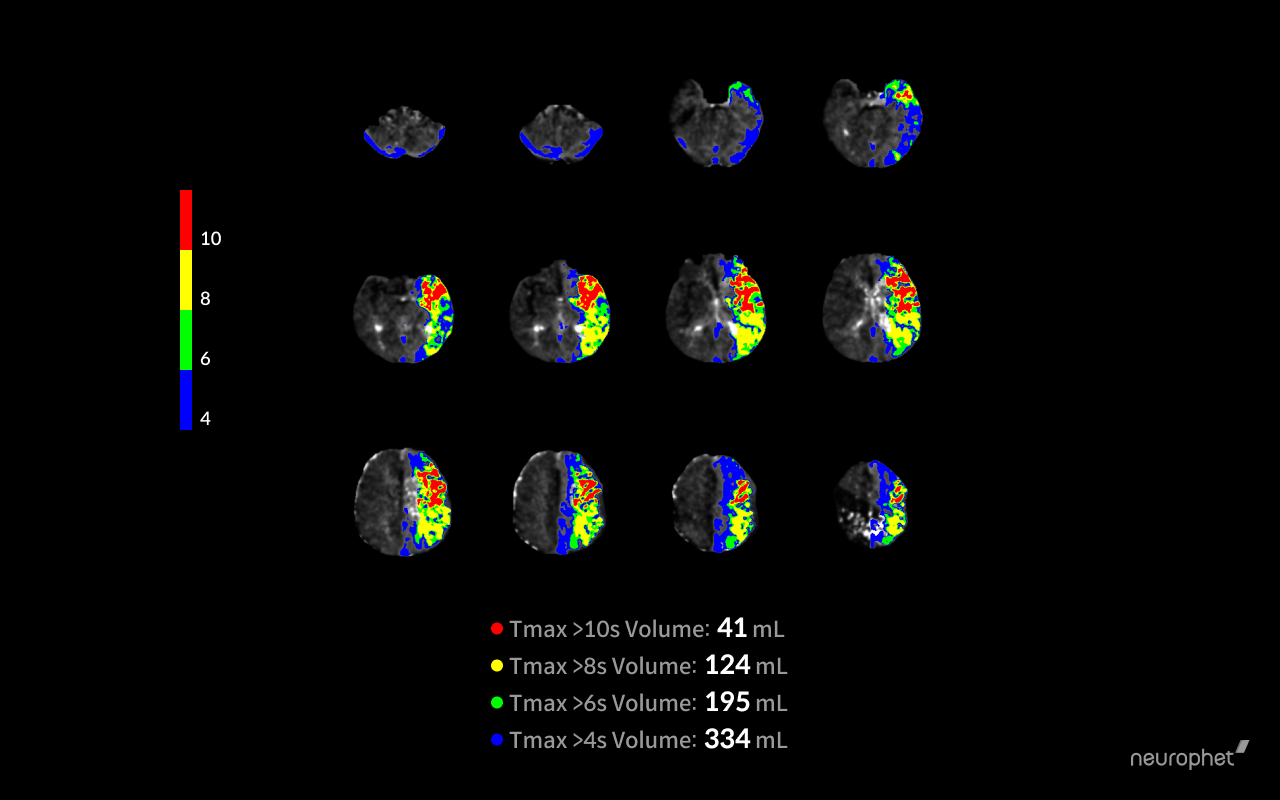 10
8
6
4
Tmax >10s Volume: 41 mL
Tmax >8s Volume: 124 mL
Tmax >6s Volume: 195 mL
Tmax >4s Volume: 334 mL
neurophet